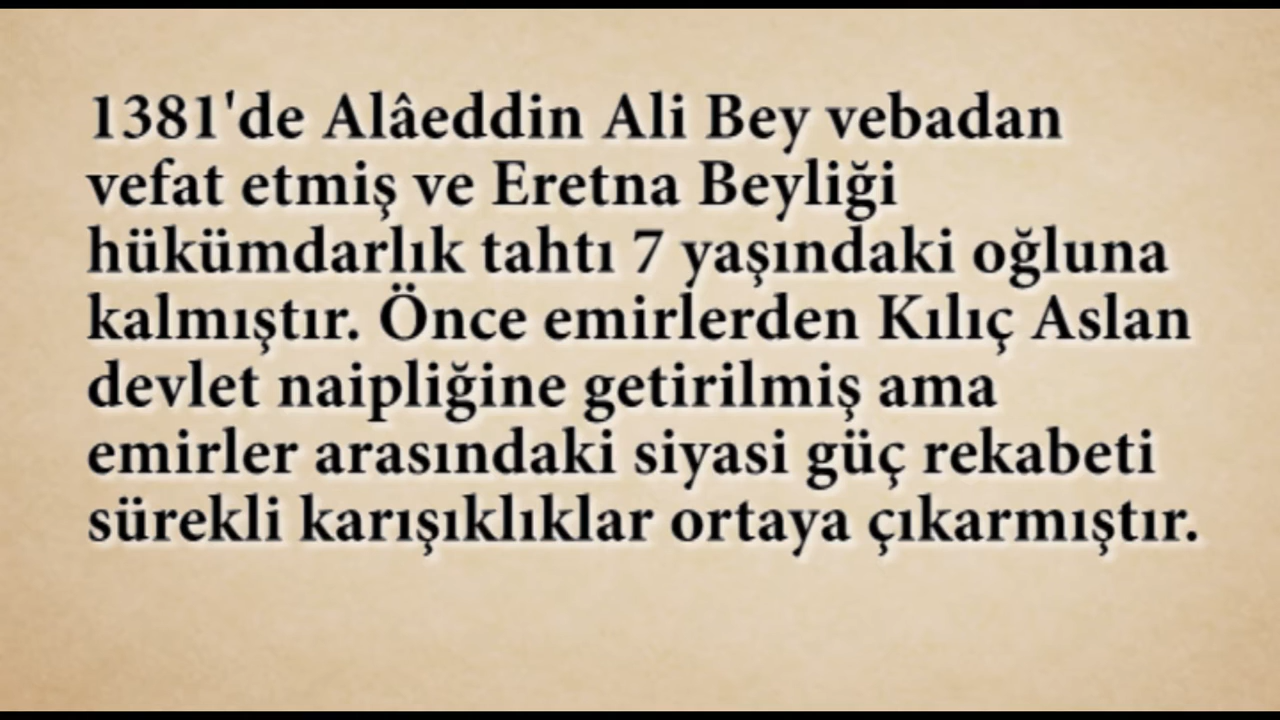 1381'de Alâeddin Ali Bey vebadan
vefat etmiş ve Eretna Beyliği
hükümdarlık tahtı 7 yaşındaki oğluna
kalmıştır. Önce emirlerden Kılıç Aslan
devlet naipliğine getirilmiş ama
emirler arasındaki siyasi güç rekabeti
sürekli karışıklıklar ortaya çıkarmıştır.